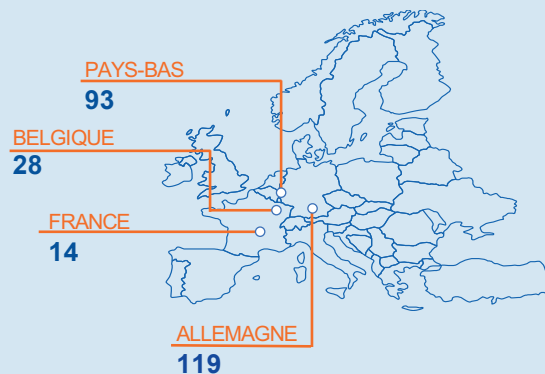 PAYS-BAS
93
BELGIQUE
28
FRANCE
14
ALLEMAGNE
119